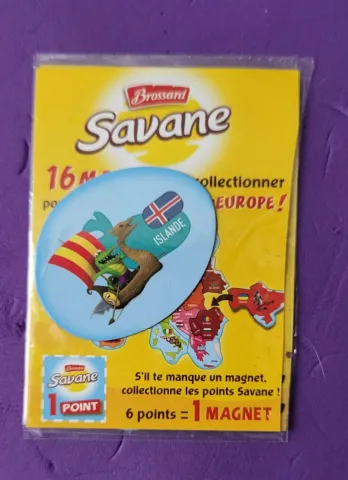 Brossard
Savane
16 M collectionner
EUROPE !
ISLANDE
Brossard
Savane
1 POINT
S'il te manque un magnet,
collectionne les points Savane !
6 points = 1 MAGNET